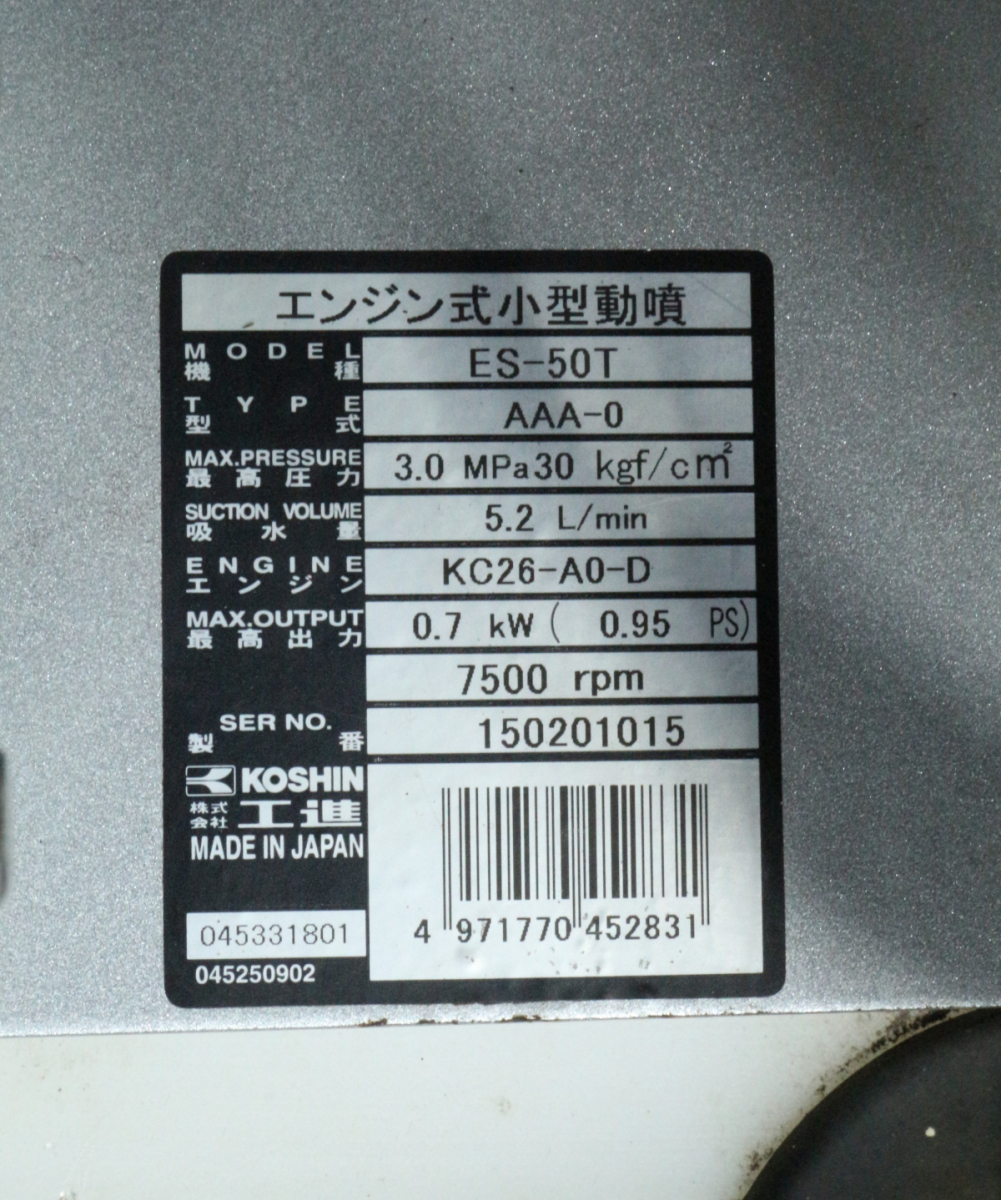 エンジン式小型動噴
MODEL ES-50T
機種
TYPE AAA-0
型式
MAX.PRESSURE 3.0 MPa30 kgf/cm²
最高圧力
SUCTION VOLUME 5.2 L/min
吸水量
ENGINE KC26-A0-D
エンジン
MAX.OUTPUT 0.7 kW( 0.95 PS)
最高出力
7500 rpm
SER NO. 150201015
製番
KOSHIN
株式会社 工進
MADE IN JAPAN
4 971770 452831
045331801
045250902